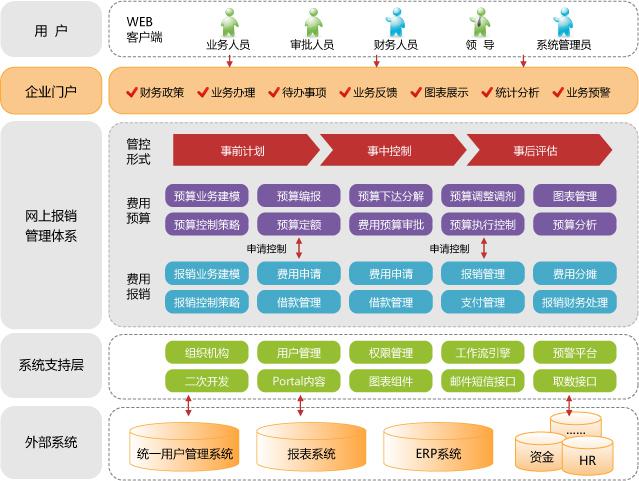 用 户
WEB
客户端
业务人员
审批人员
财务人员
领 导
系统管理员
企业门户
财务政策
业务办理
待办事项
业务反馈
图表展示
统计分析
业务预警
网上报销
管理体系
管控
形式
事前计划
事中控制
事后评估
费用
预算
预算业务建模
预算编报
预算下达分解
预算调整调剂
图表管理
预算控制策略
预算定额
费用预算审批
预算执行控制
预算分析
申请控制
申请控制
费用
报销
报销业务建模
费用申请
费用申请
报销管理
费用分摊
报销控制策略
借款管理
借款管理
支付管理
报销财务处理
系统支持层
组织机构
用户管理
权限管理
工作流引擎
预警平台
二次开发
Portal内容
图表组件
邮件短信接口
取数接口
外部系统
统一用户管理系统
报表系统
ERP系统
......
资金
HR